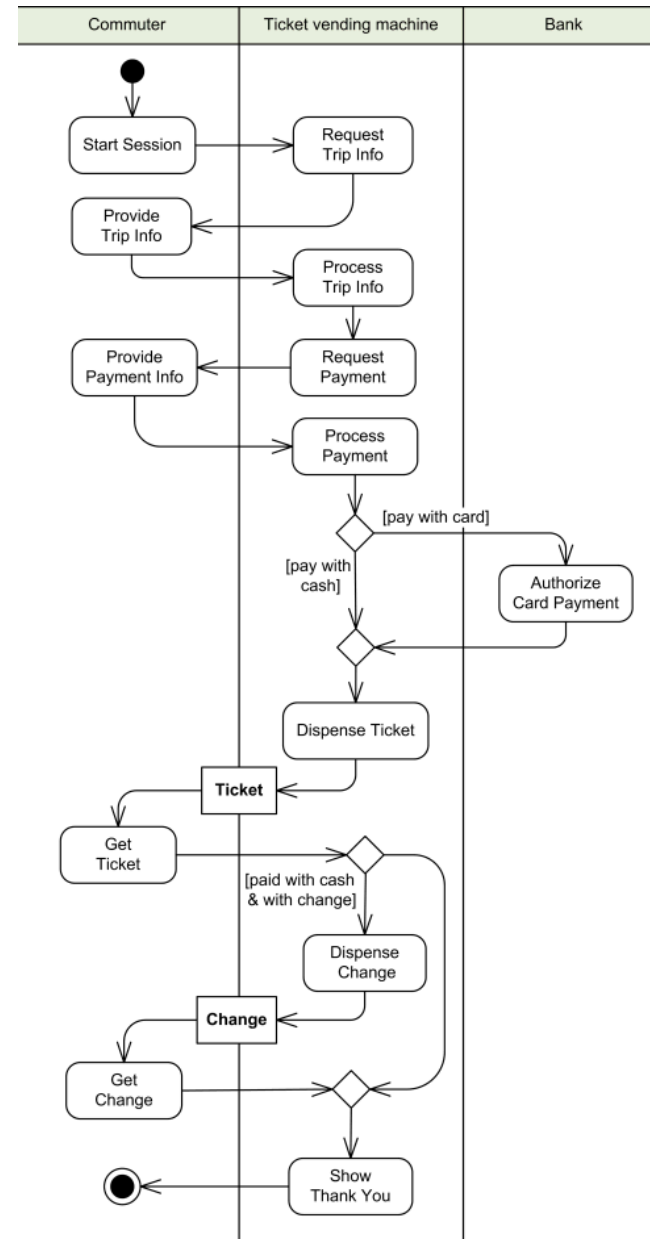 Commuter
Ticket vending machine
Bank
Start Session
Request
Trip Info
Provide
Trip Info
Process
Trip Info
Provide
Payment Info
Request
Payment
Process
Payment
[pay with card]
[pay with
cash]
Authorize
Card Payment
Dispense Ticket
Ticket
Get
Ticket
[paid with cash
& with change]
Dispense
Change
Change
Get
Change
Show
Thank You